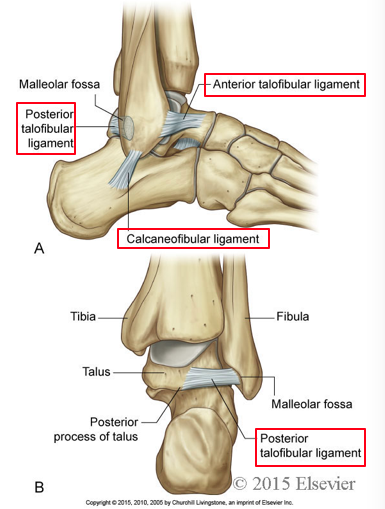 Malleolar fossa
Anterior talofibular ligament
Posterior
talofibular
ligament
Calcaneofibular ligament
A
Tibia
Fibula
Talus
Malleolar fossa
Posterior
process of talus
Posterior
talofibular ligament
B
© 2015 Elsevier
Copyright © 2015, 2010, 2005 by Churchill Livingstone, an imprint of Elsevier Inc.